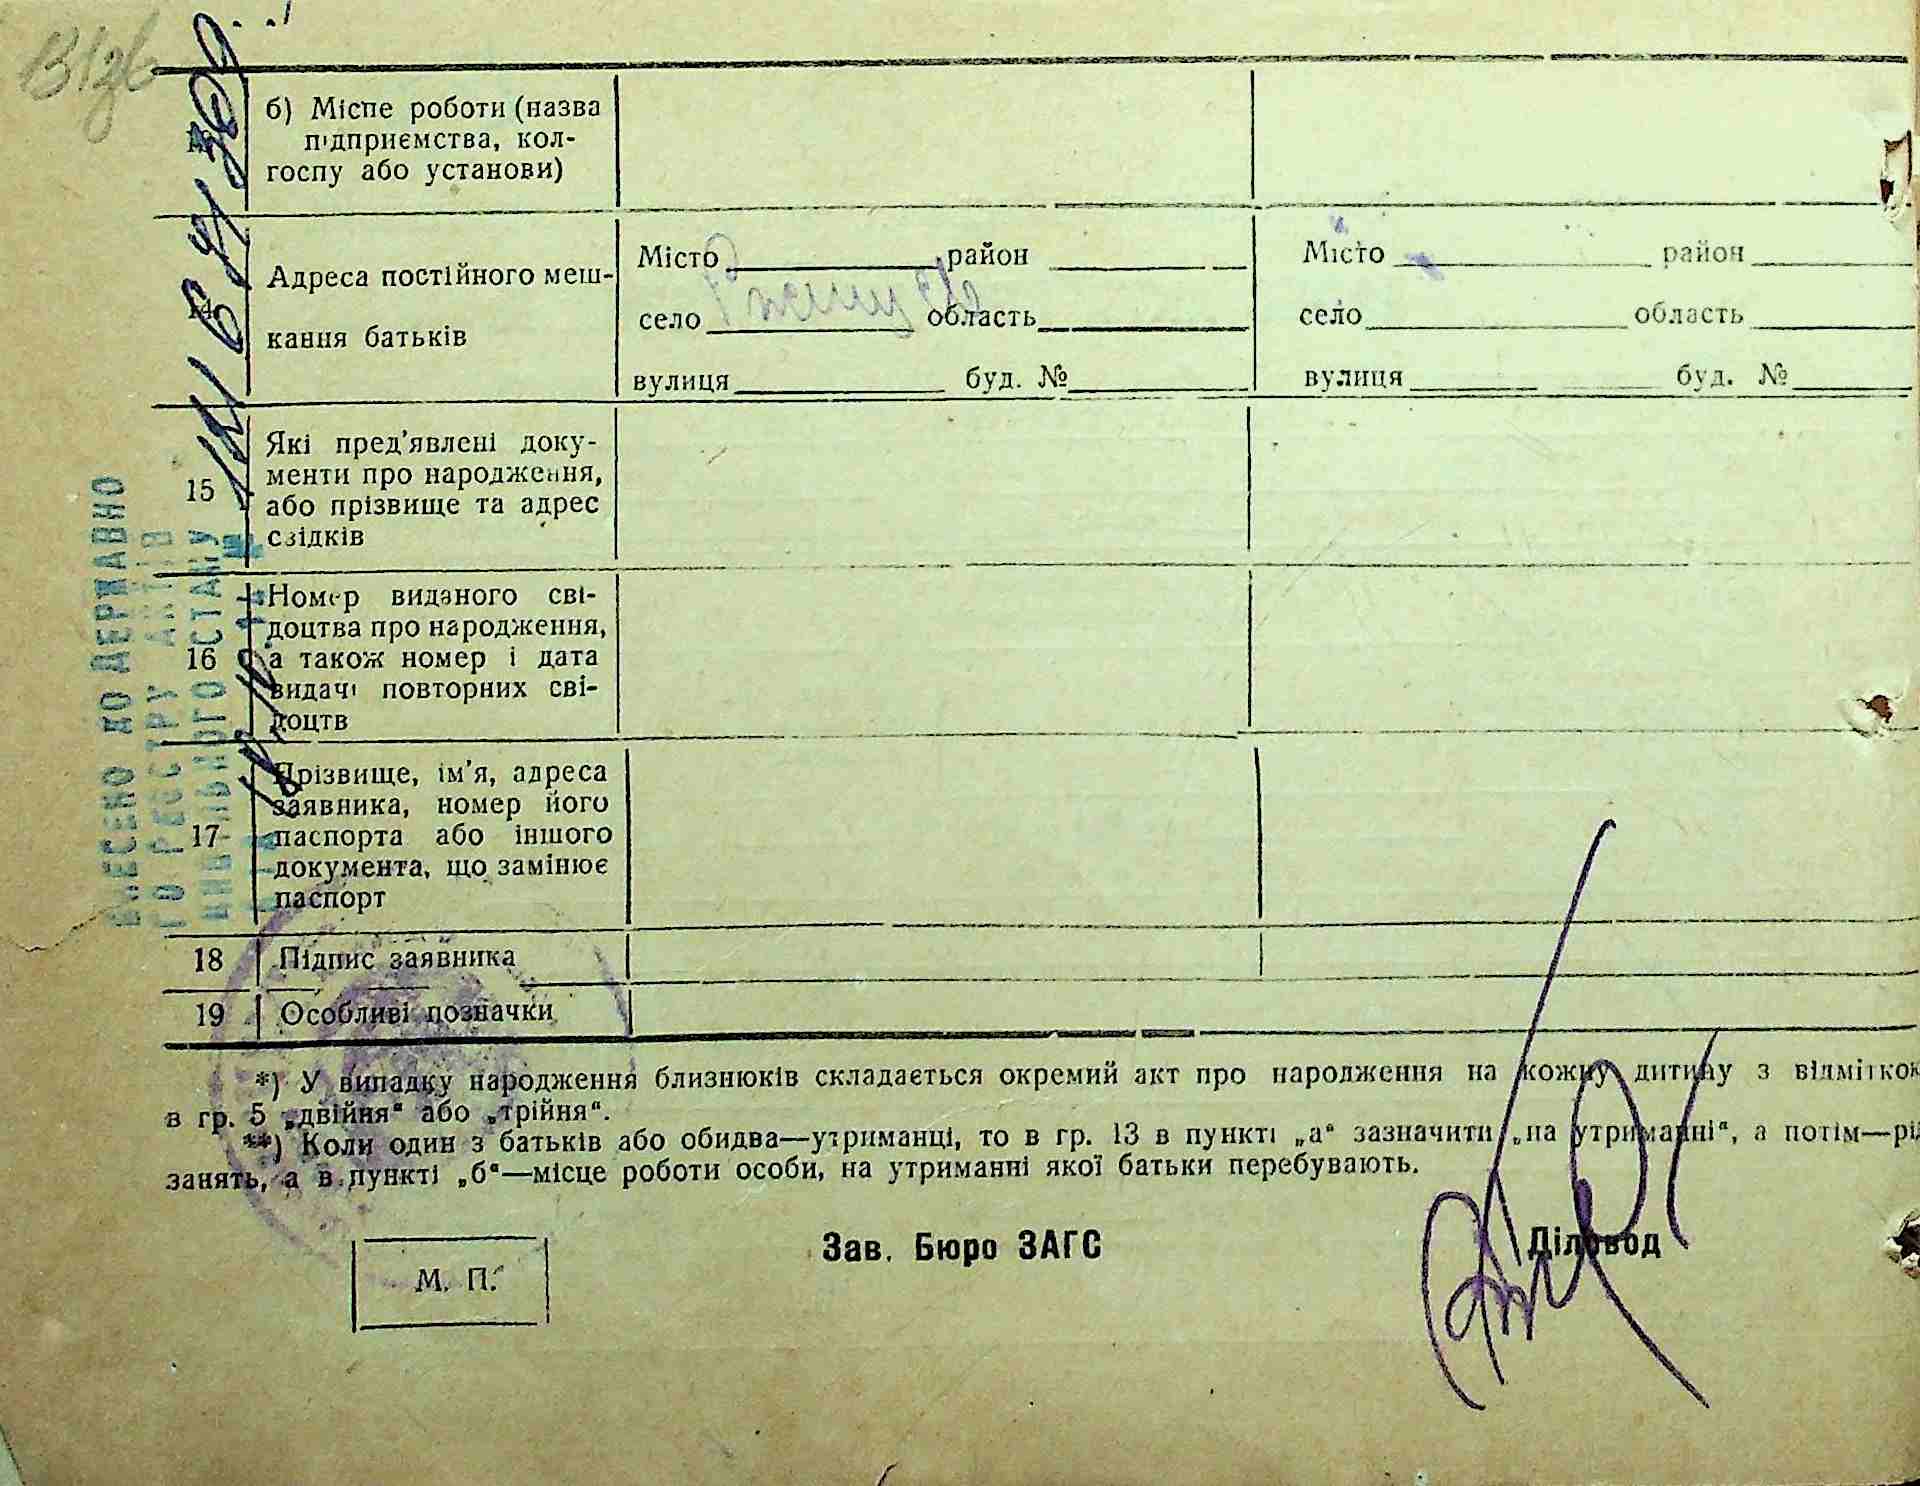 б) Місце роботи (назва
підприємства, кол-
госпу або установи)
14
Адреса постійного меш-
кання батьків
Місто район
село область
вулиця буд. №
Місто район
село область
вулиця буд. №
15
Які пред'явлені доку-
менти про народження,
або прізвище та адрес
свідків
16
Номер виданого сві-
доцтва про народження,
а також номер і дата
видачі повторних сві-
доцтв
17
Прізвище, ім'я, адреса
заявника, номер його
паспорта або іншого
документа, що замінює
паспорт
18 Підпис заявника
19 Особливі позначки
*) У випадку народження близнюків складається окремий акт про народження на кожну дитину з відміткою
в гр. 5 „двійня“ або „трійня“.
**) Коли один з батьків або обидва—утриманці, то в гр. 13 в пункті „а“ зазначити „на утриманні“, а потім—рід
занять, а в пункті „б“—місце роботи особи, на утриманні якої батьки перебувають.
Зав. Бюро ЗАГС
Діловод
М. П.
ВНЕСЕНО ДО ДЕРЖАВНО
ГО РЕЄСТРУ АКТІВ
ЦИВІЛЬНОГО СТАНУ